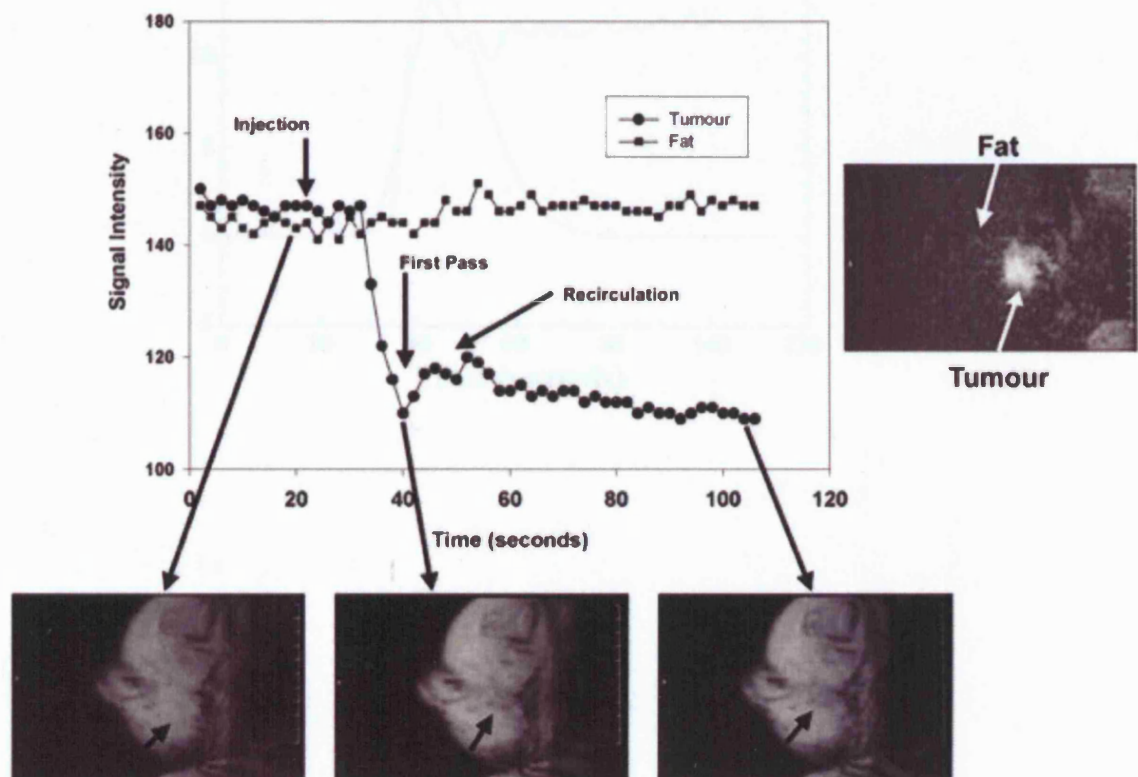 180
160
140
120
100
Signal Intensity
0
20
40
60
80
100
120
Time (seconds)
Injection
First Pass
Recirculation
Tumour
Fat
Fat
Tumour